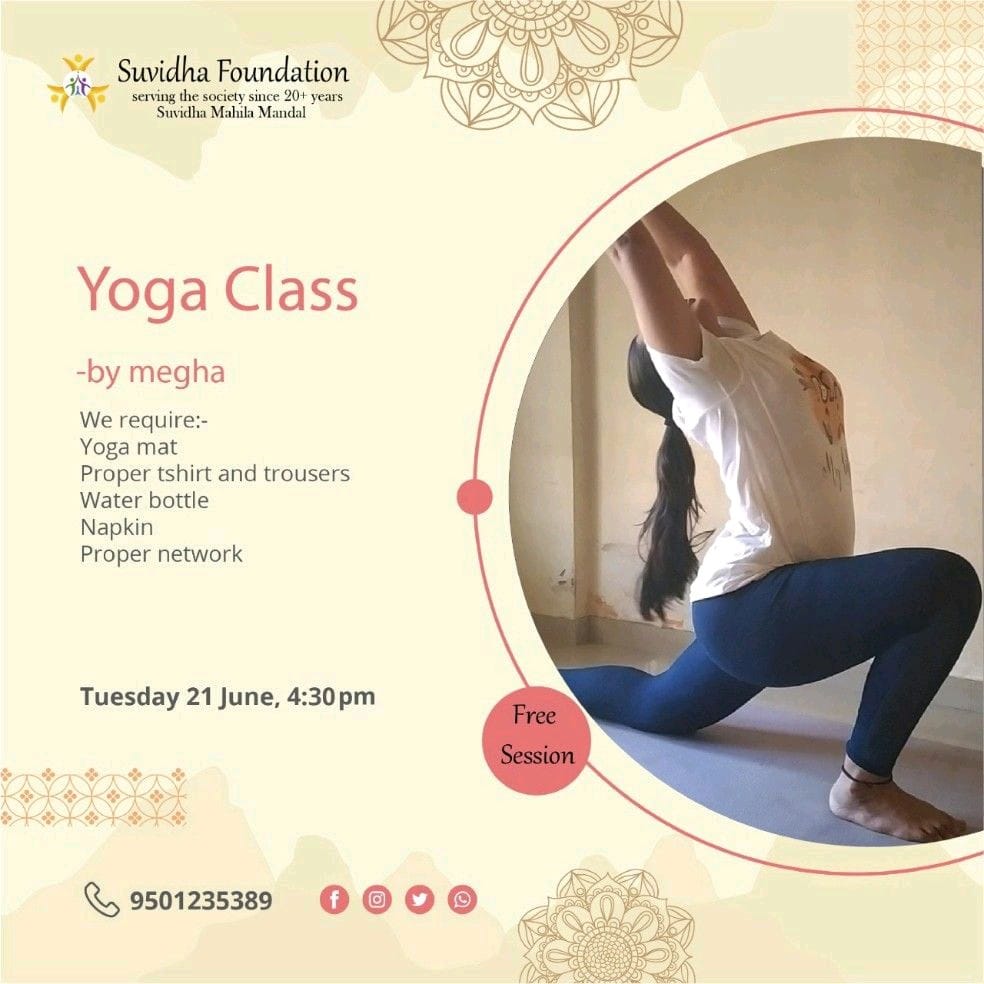 Suvidha Foundation
serving the society since 20+ years
Suvidha Mahila Mandal
Yoga Class
-by megha
We require:-
Yoga mat
Proper tshirt and trousers
Water bottle
Napkin
Proper network
Tuesday 21 June, 4:30pm
Free
Session
9501235389